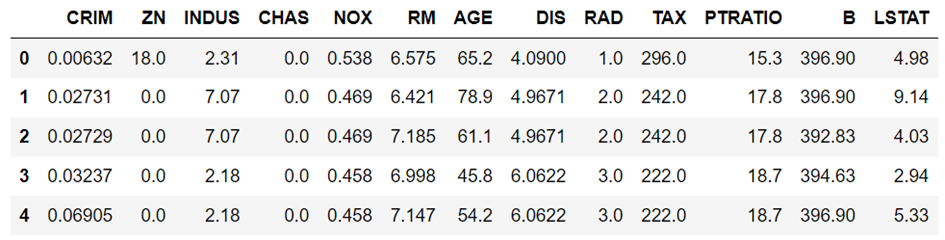 CRIM ZN INDUS CHAS NOX RM AGE DIS RAD TAX PTRATIO B LSTAT
0 0.00632 18.0 2.31 0.0 0.538 6.575 65.2 4.0900 1.0 296.0 15.3 396.90 4.98
1 0.02731 0.0 7.07 0.0 0.469 6.421 78.9 4.9671 2.0 242.0 17.8 396.90 9.14
2 0.02729 0.0 7.07 0.0 0.469 7.185 61.1 4.9671 2.0 242.0 17.8 392.83 4.03
3 0.03237 0.0 2.18 0.0 0.458 6.998 45.8 6.0622 3.0 222.0 18.7 394.63 2.94
4 0.06905 0.0 2.18 0.0 0.458 7.147 54.2 6.0622 3.0 222.0 18.7 396.90 5.33